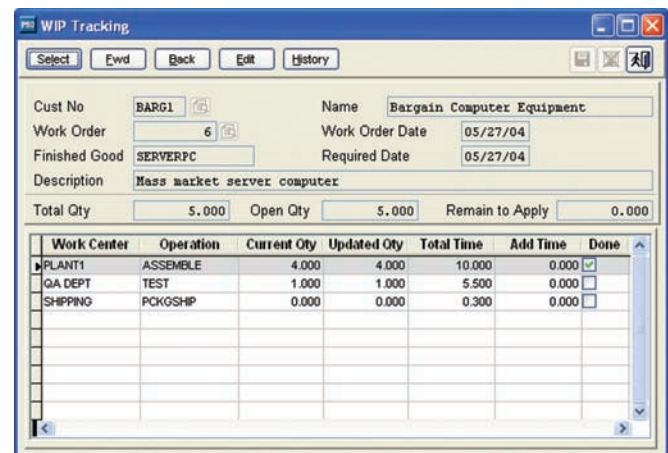 WIP Tracking
Select Fwd Back Edit History
Cust No BARG1 Name Bargain Computer Equipment
Work Order 6 Work Order Date 05/27/04
Finished Good SERVERPC Required Date 05/27/04
Description Mass market server computer
Total Qty 5.000 Open Qty 5.000 Remain to Apply 0.000
Work Center Operation Current Qty Updated Qty Total Time Add Time Done
PLANT1 ASSEMBLE 4.000 4.000 10.000 0.000
QA DEPT TEST 1.000 1.000 5.500 0.000
SHIPPING PCKGSHIP 0.000 0.000 0.300 0.000